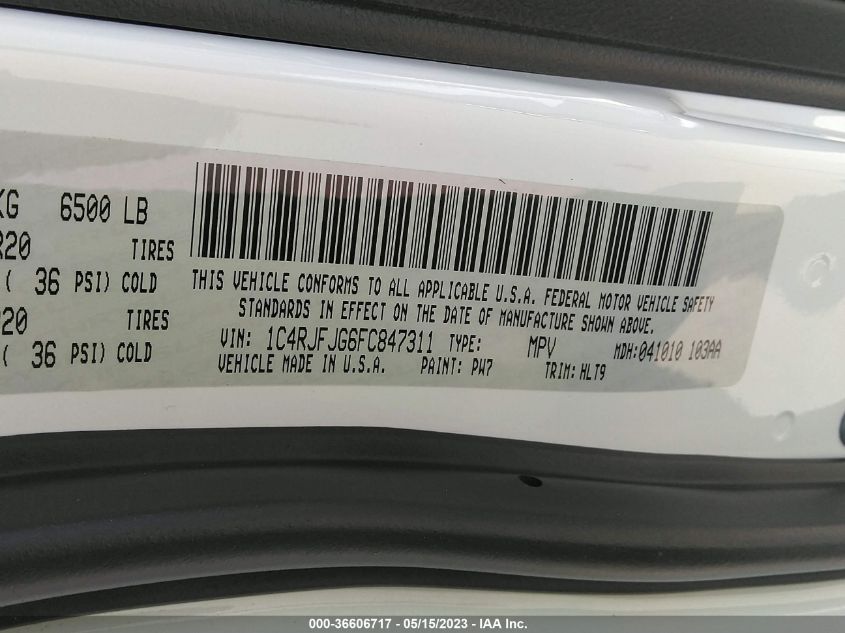 KG 6500 LB
R20 TIRES
( 36 PSI) COLD
R20 TIRES
( 36 PSI) COLD
THIS VEHICLE CONFORMS TO ALL APPLICABLE U.S.A. FEDERAL MOTOR VEHICLE SAFETY
STANDARDS IN EFFECT ON THE DATE OF MANUFACTURE SHOWN ABOVE.
VIN: 1C4RJFJG6FC847311 TYPE: MPV MDH:041010 103AA
VEHICLE MADE IN U.S.A. PAINT: PW7 TRIM: HLT9
000-36606717 - 05/15/2023 - IAA Inc.